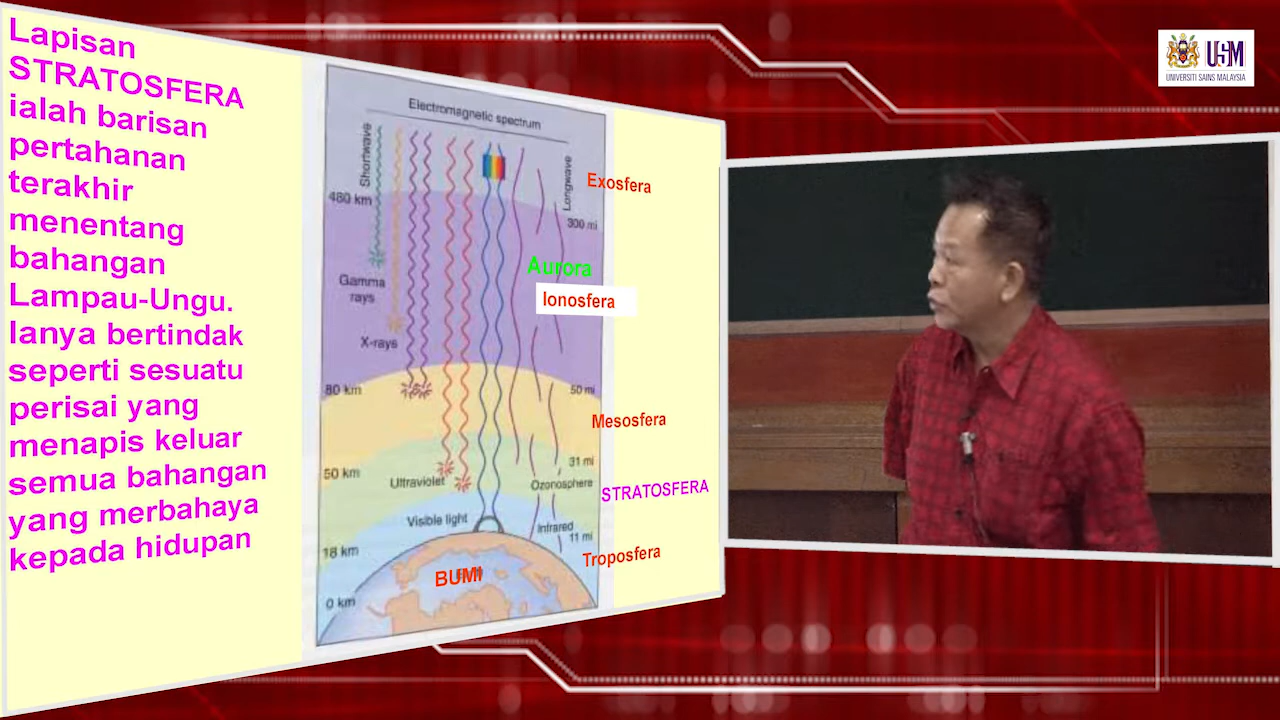 Lapisan
STRATOSFERA
ialah barisan
pertahanan
terakhir
menentang
bahangan
Lampau-Ungu.
Ianya bertindak
seperti sesuatu
perisai yang
menapis keluar
semua bahangan
yang merbahaya
kepada hidupan
Electromagnetic spectrum
Shortwave
Longwave
Exosfera
480 km
300 mi
Aurora
Gamma
rays
Ionosfera
X-rays
80 km
50 mi
Mesosfera
50 km
31 mi
Ultraviolet
Ozonosphere
STRATOSFERA
Visible light
Infrared
11 mi
18 km
Troposfera
BUMI
0 km
USM
UNIVERSITI SAINS MALAYSIA